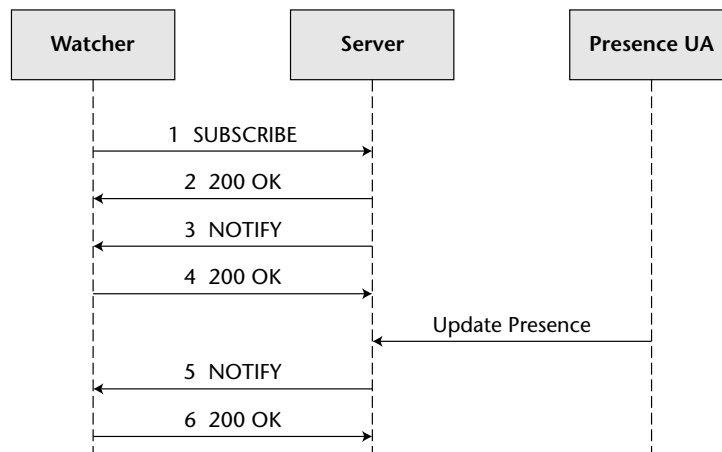 Watcher
Server
Presence UA
1 SUBSCRIBE
2 200 OK
3 NOTIFY
4 200 OK
Update Presence
5 NOTIFY
6 200 OK